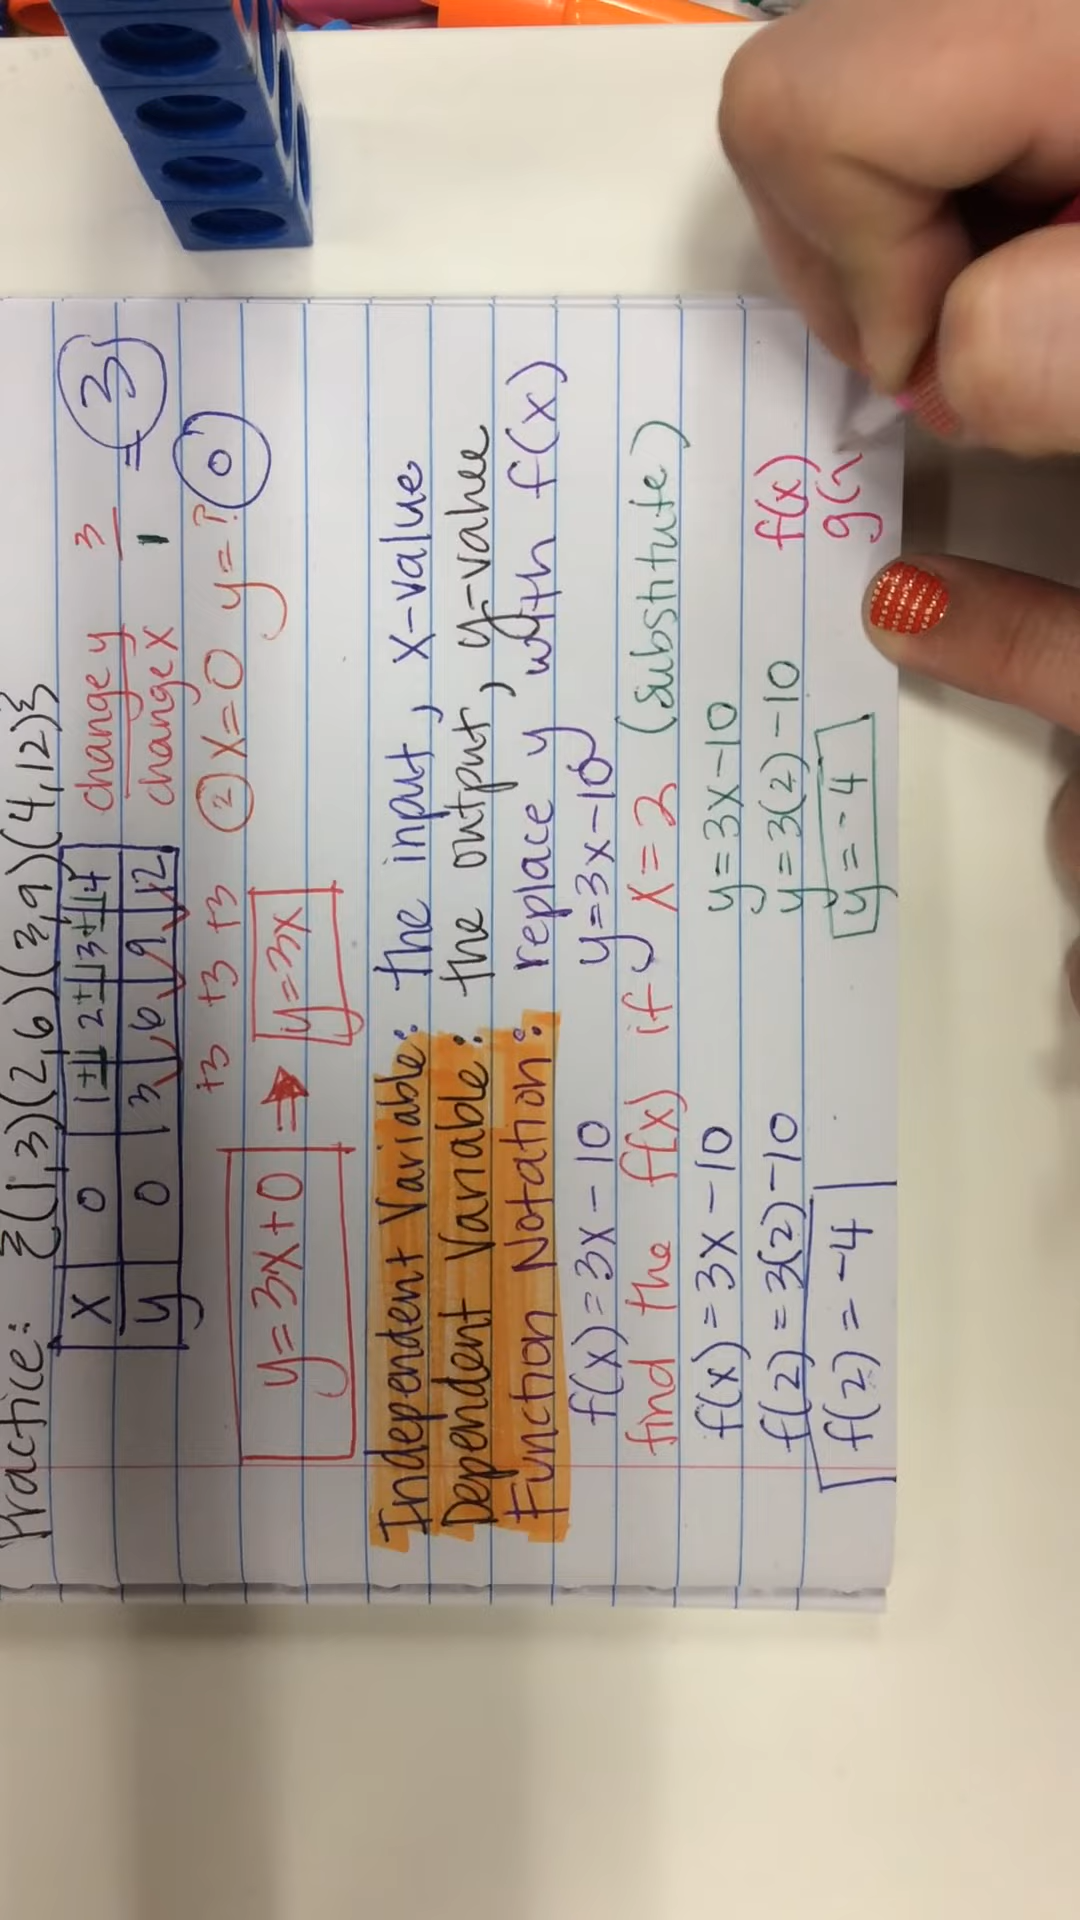 Practice: {(1,3)(2,6)(3,9)(4,12)}
x 0 1 2 3 4
y 0 3 6 9 12
+1 +1 +1
+3 +3 +3
change y / change x 3/1 = 3
② x=0 y=? 0
y=3x+0 ⇒ y=3x
Independent Variable: the input, x-value
Dependent Variable: the output, y-value
Function Notation: replace y with f(x)
f(x)=3x-10 y=3x-10
find the f(x) if x=2 (substitute)
f(x)=3x-10 y=3x-10
f(2)=3(2)-10 y=3(2)-10 f(x)
f(2)=-4 y=-4 g(